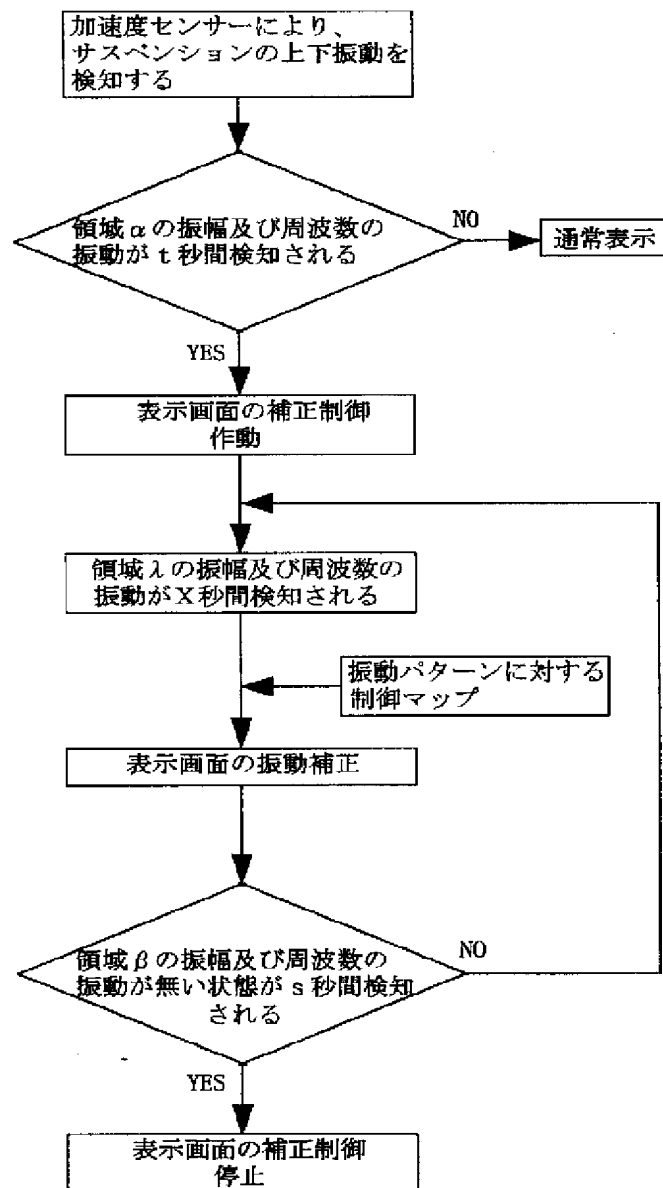 加速度センサーにより、
サスペンションの上下振動を
検知する
領域αの振幅及び周波数の
振動がt秒間検知される
NO
通常表示
YES
表示画面の補正制御
作動
領域λの振幅及び周波数の
振動がX秒間検知される
振動パターンに対する
制御マップ
表示画面の振動補正
領域βの振幅及び周波数の
振動が無い状態がs秒間検知
される
NO
YES
表示画面の補正制御
停止